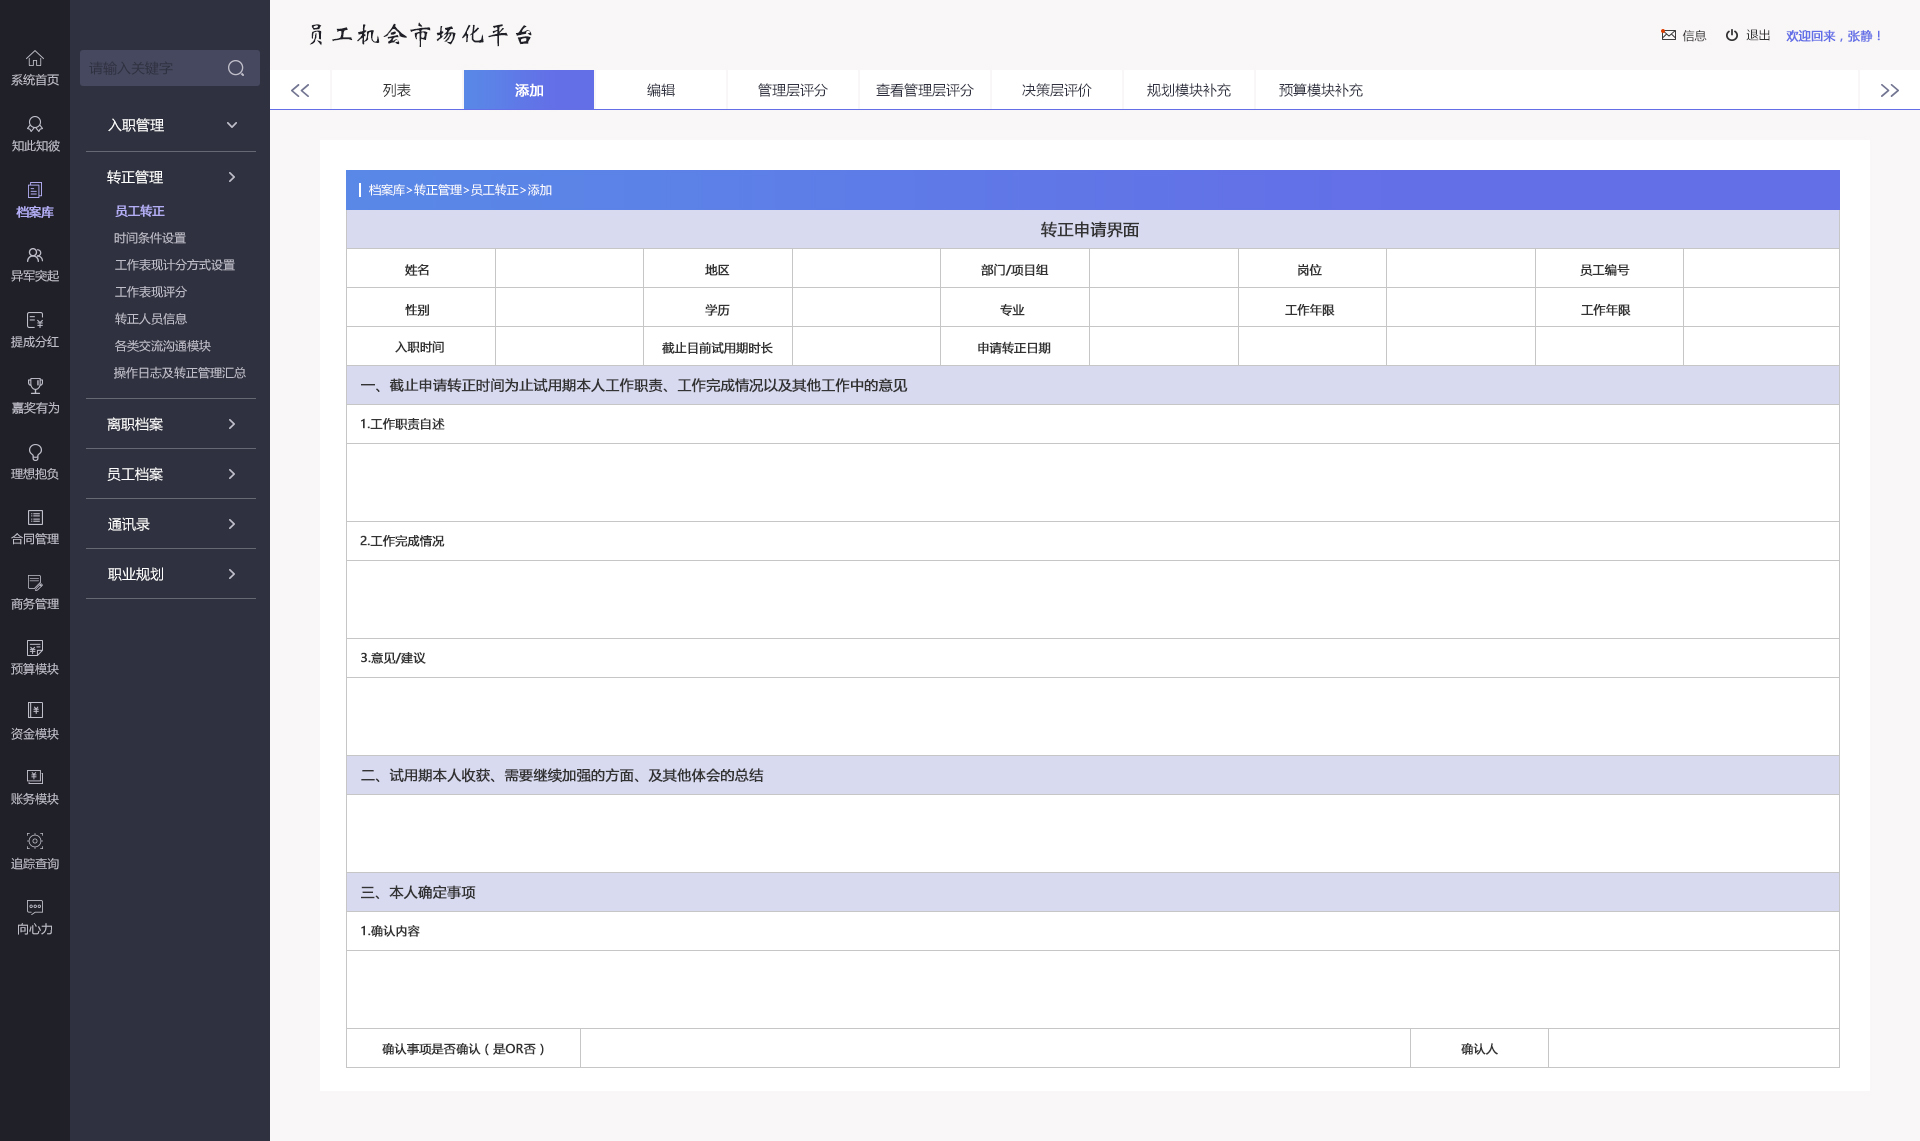 员工机会市场化平台
信息
退出
欢迎回来，张静！
系统首页
知此知彼
档案库
异军突起
提成分红
嘉奖有为
理想抱负
合同管理
商务管理
预算模块
资金模块
账务模块
追踪查询
向心力
请输入关键字
入职管理
转正管理
员工转正
时间条件设置
工作表现计分方式设置
工作表现评分
转正人员信息
各类交流沟通模块
操作日志及转正管理汇总
离职档案
员工档案
通讯录
职业规划
列表
添加
编辑
管理层评分
查看管理层评分
决策层评价
规划模块补充
预算模块补充
档案库>转正管理>员工转正>添加
转正申请界面
姓名 地区 部门/项目组 岗位 员工编号
性别 学历 专业 工作年限 工作年限
入职时间 截止目前试用期时长 申请转正日期
一、截止申请转正时间为止试用期本人工作职责、工作完成情况以及其他工作中的意见
1.工作职责自述
2.工作完成情况
3.意见/建议
二、试用期本人收获、需要继续加强的方面、及其他体会的总结
三、本人确定事项
1.确认内容
确认事项是否确认（是OR否） 确认人